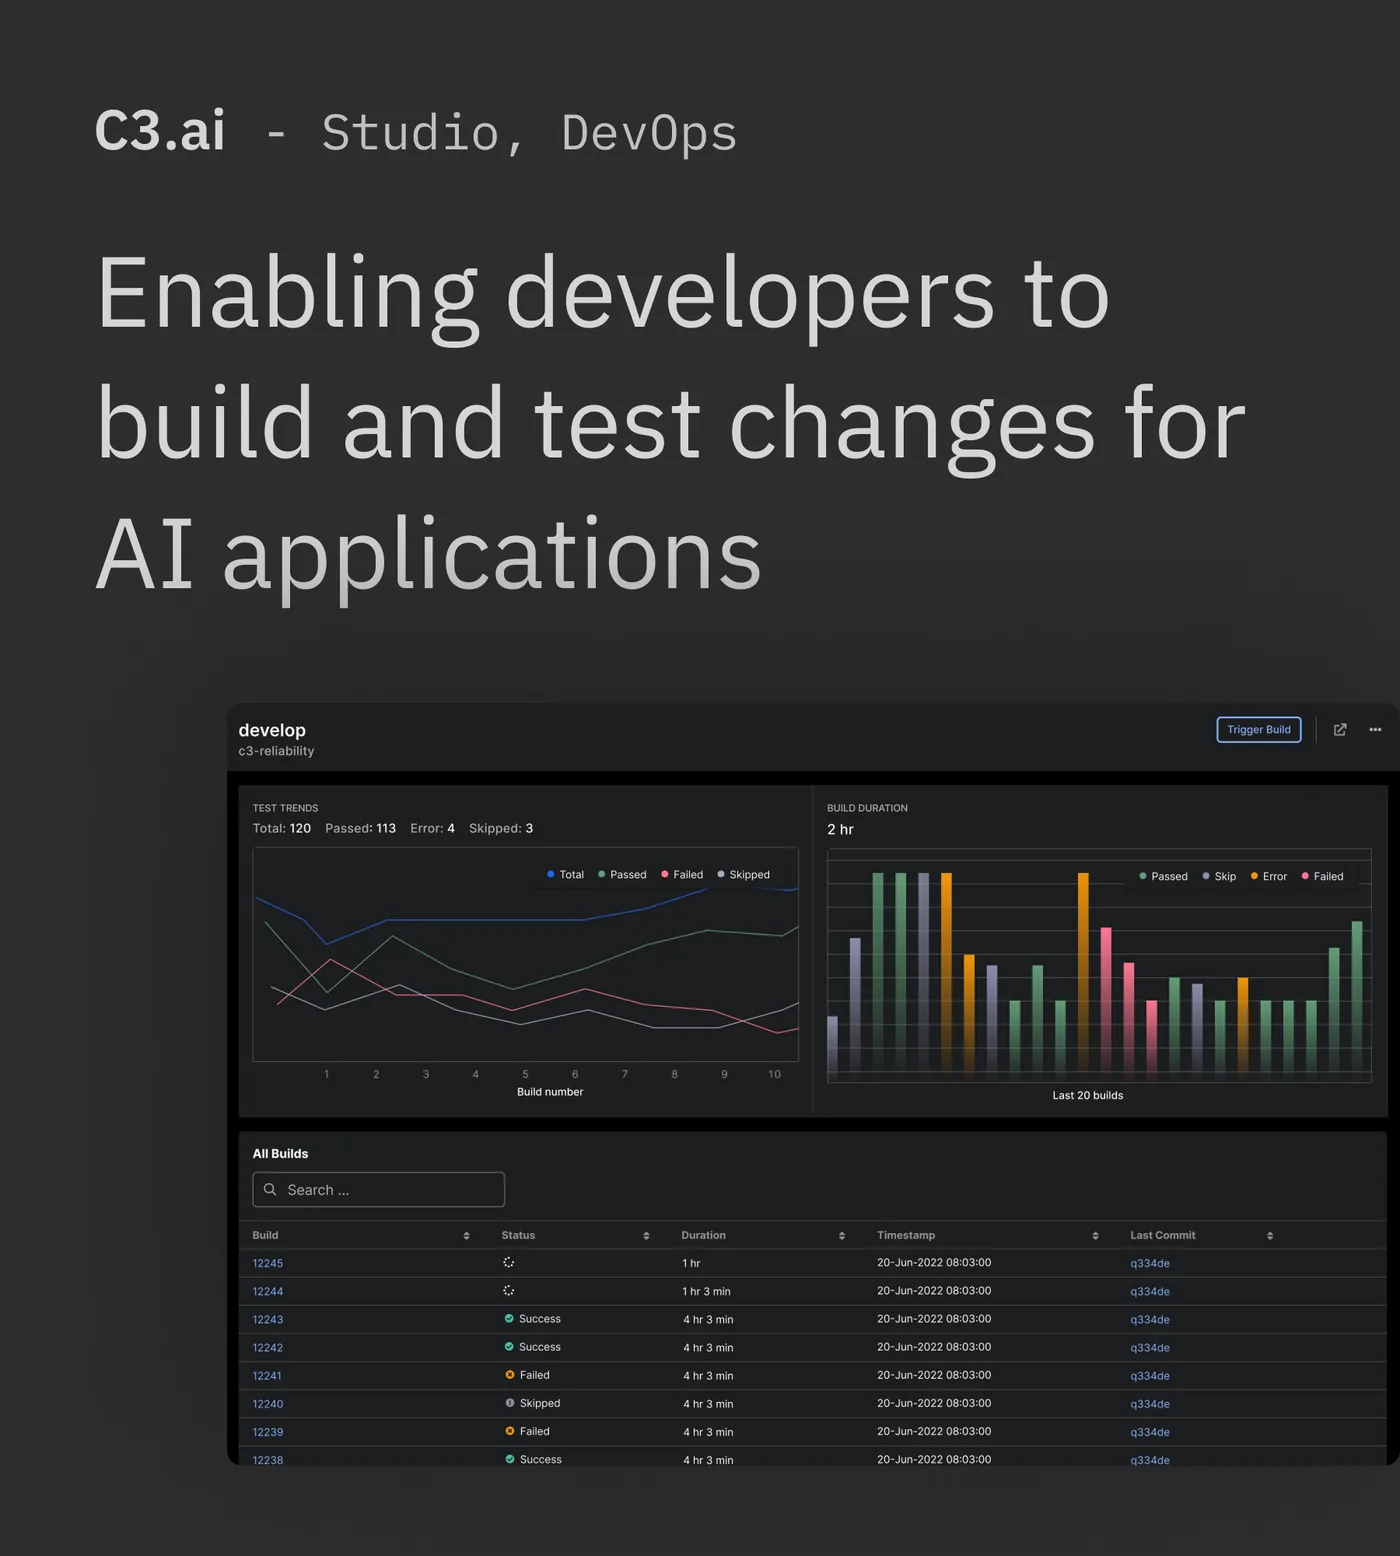 C3.ai - Studio, DevOps
Enabling developers to
build and test changes for
AI applications
develop
c3-reliability
Trigger Build
TEST TRENDS
Total: 120 Passed: 113 Error: 4 Skipped: 3
Total Passed Failed Skipped
1 2 3 4 5 6 7 8 9 10
Build number
BUILD DURATION
2 hr
Passed Skip Error Failed
Last 20 builds
All Builds
Search ...
Build Status Duration Timestamp Last Commit
12245 1 hr 20-Jun-2022 08:03:00 q334de
12244 1 hr 3 min 20-Jun-2022 08:03:00 q334de
12243 Success 4 hr 3 min 20-Jun-2022 08:03:00 q334de
12242 Success 4 hr 3 min 20-Jun-2022 08:03:00 q334de
12241 Failed 4 hr 3 min 20-Jun-2022 08:03:00 q334de
12240 Skipped 4 hr 3 min 20-Jun-2022 08:03:00 q334de
12239 Failed 4 hr 3 min 20-Jun-2022 08:03:00 q334de
12238 Success 4 hr 3 min 20-Jun-2022 08:03:00 q334de